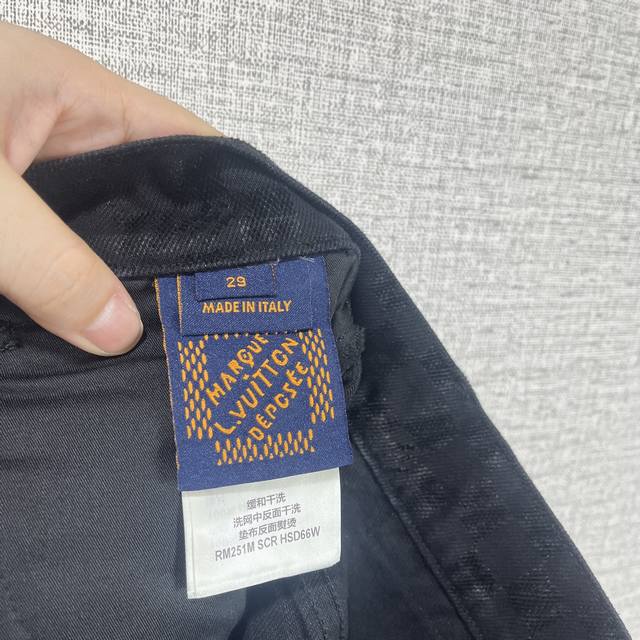 29
MADE IN ITALY
MARQUE
L.VUITTON
DÉPOSÉE
缓和干洗
洗网中反面干洗
垫布反面熨烫
RM251M SCR HSD66W